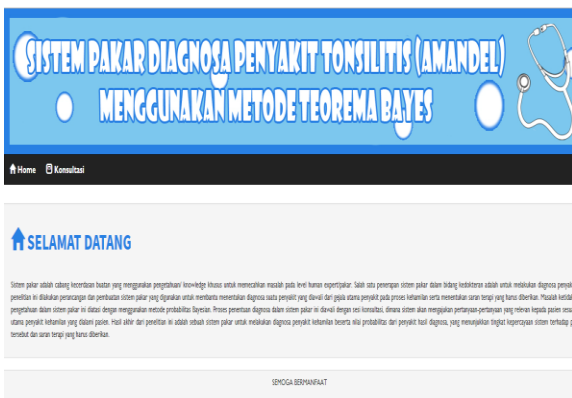 SISTEM PAKAR DIAGNOSA PENYAKIT TONSILITIS (AMANDEL)
MENGGUNAKAN METODE TEOREMA BAYES
Home Konsultasi
SELAMAT DATANG
Sistem pakar adalah cabang kecerdasan buatan yang menggunakan pengetahuan/ knowledge khusus untuk memecahkan masalah pada level human expert/pakar. Salah satu penerapan sistem pakar dalam bidang kedokteran adalah untuk melakukan diagnosa penyak
penelitian ini dilakukan perancangan dan pembuatan sistem pakar yang digunakan untuk membantu menentukan diagnosa suatu penyakit yang diawali dari gejala utama penyakit pada proses kehamilan serta menentukan saran terapi yang harus diberikan. Masalah ketidak
pengetahuan dalam sistem pakar ini diatasi dengan menggunakan metode probabilitas Bayesian. Proses penentuan diagnosa dalam sistem pakar ini diawali dengan sesi konsultasi, dimana sistem akan mengajukan pertanyaan-pertanyaan yang relevan kepada pasien sesu
utama penyakit kehamilan yang dialami pasien. Hasil akhir dari penelitian ini adalah sebuah sistem pakar untuk melakukan diagnosa penyakit kehamilan beserta nilai probabilitas dari penyakit hasil diagnosa, yang menunjukkan tingkat kepercayaan sistem terhadap p
tersebut dan saran terapi yang harus diberikan.
SEMOGA BERMANFAAT